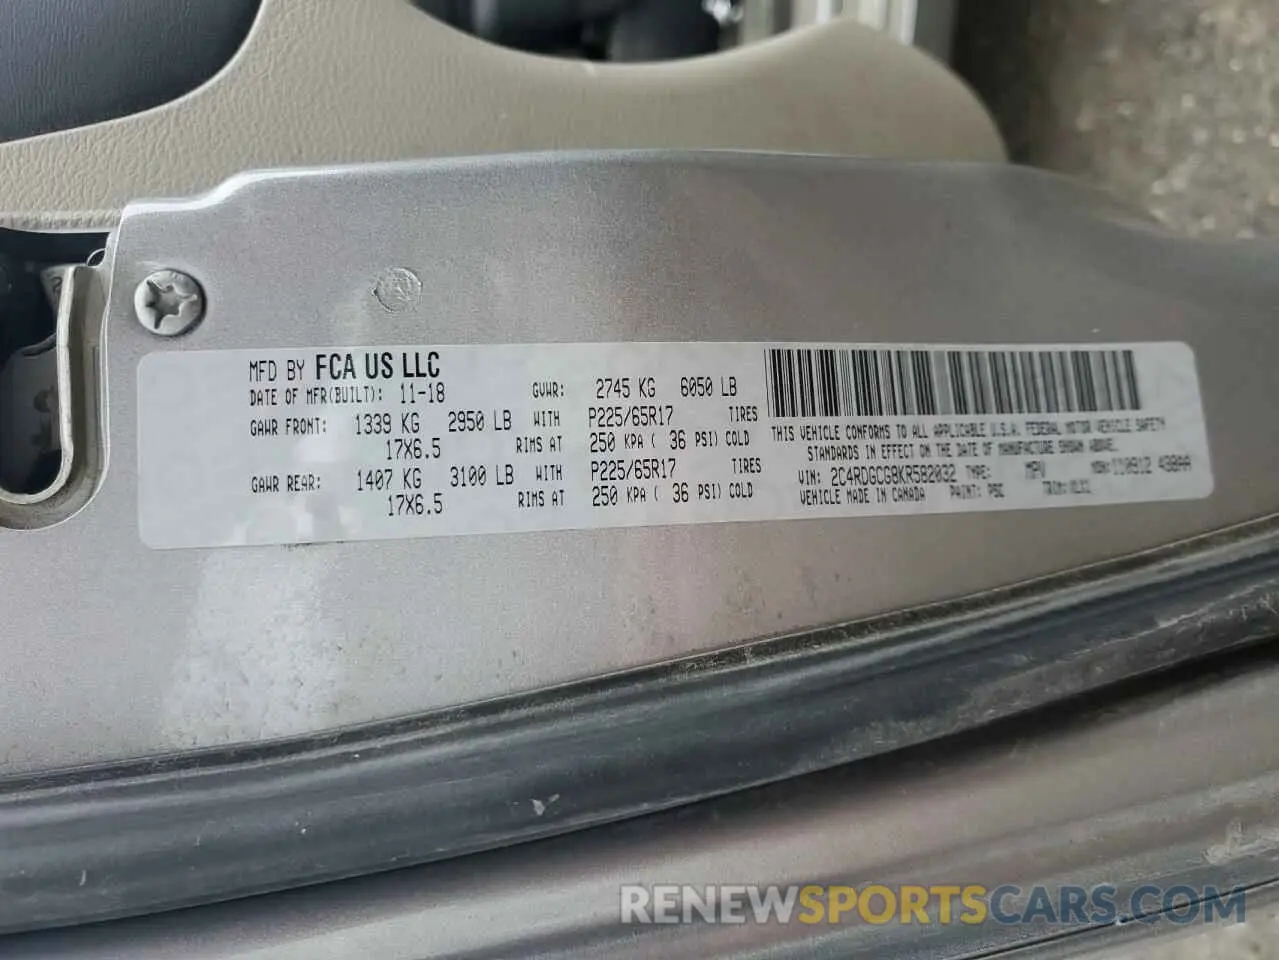 MFD BY FCA US LLC
DATE OF MFR(BUILT): 11-18 GVWR: 2745 KG 6050 LB
GAWR FRONT: 1339 KG 2950 LB WITH P225/65R17 TIRES
17X6.5 RIMS AT 250 KPA ( 36 PSI) COLD
GAWR REAR: 1407 KG 3100 LB WITH P225/65R17 TIRES
17X6.5 RIMS AT 250 KPA ( 36 PSI) COLD
THIS VEHICLE CONFORMS TO ALL APPLICABLE U.S.A. FEDERAL MOTOR VEHICLE SAFETY
STANDARDS IN EFFECT ON THE DATE OF MANUFACTURE SHOWN ABOVE.
VIN: 2C4RDGCG8KR582032 TYPE: MPV MDH: 110912 438AA
VEHICLE MADE IN CANADA PAINT: PSC TRIM:
RENEWSPORTSCARS.COM